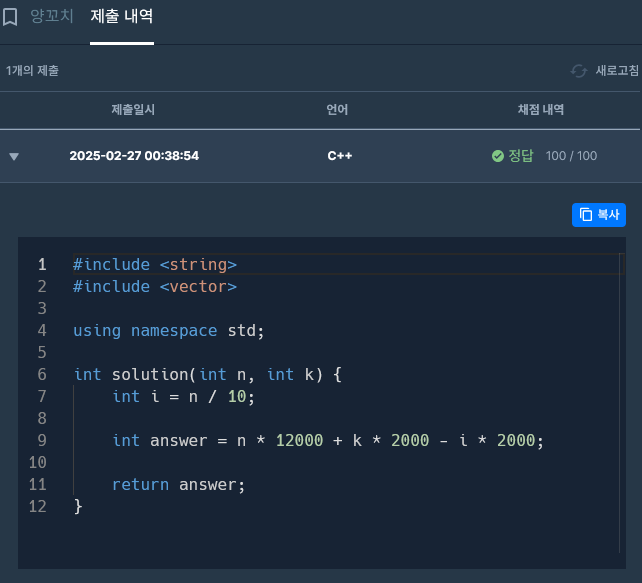 양꼬치 제출 내역
1개의 제출 새로고침
제출일시 언어 채점 내역
2025-02-27 00:38:54 C++ 정답 100 / 100
복사
1 #include <string>
2 #include <vector>
3
4 using namespace std;
5
6 int solution(int n, int k) {
7 int i = n / 10;
8
9 int answer = n * 12000 + k * 2000 - i * 2000;
10
11 return answer;
12 }